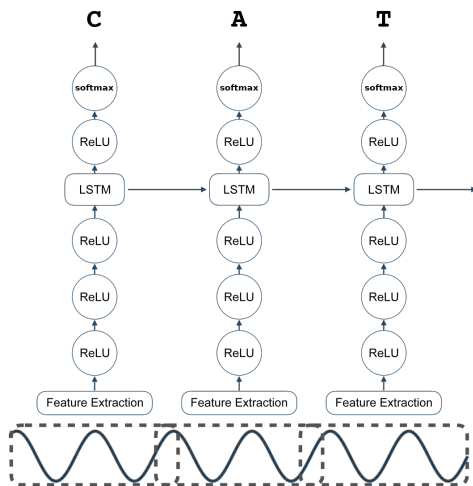 C A T
softmax softmax softmax
ReLU ReLU ReLU
LSTM LSTM LSTM
ReLU ReLU ReLU
ReLU ReLU ReLU
ReLU ReLU ReLU
Feature Extraction Feature Extraction Feature Extraction